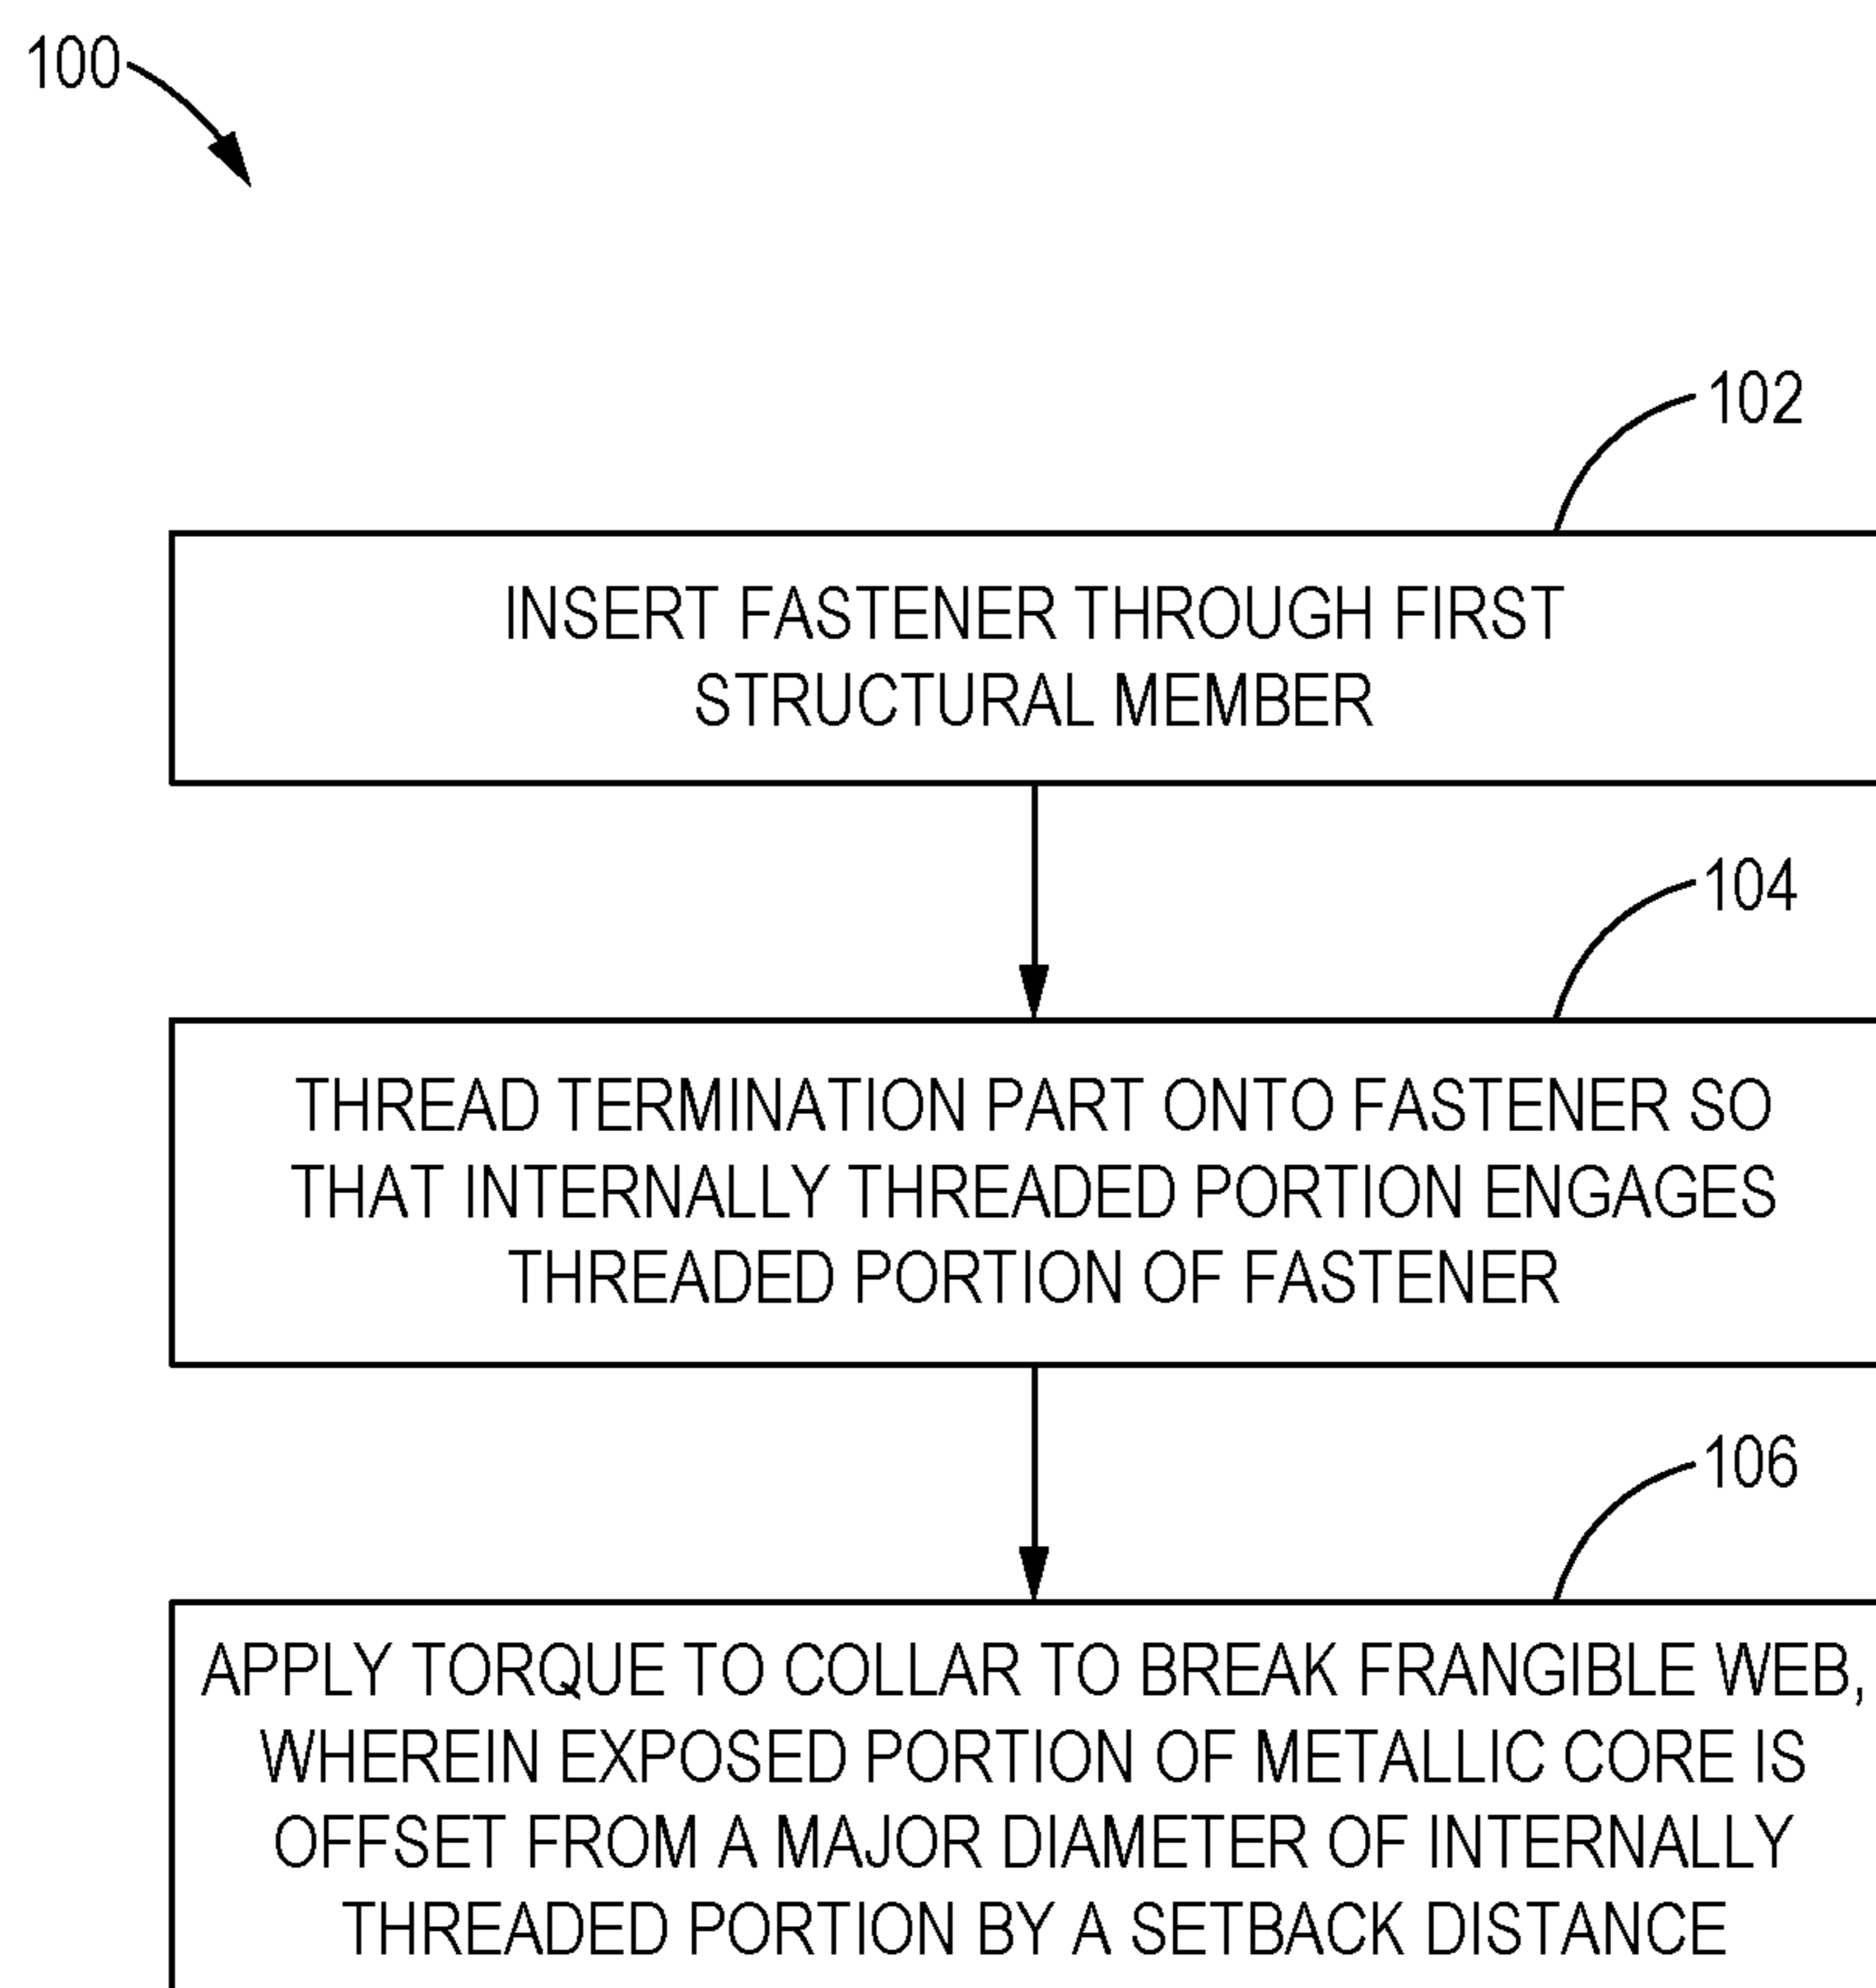 100
102
INSERT FASTENER THROUGH FIRST
STRUCTURAL MEMBER
104
THREAD TERMINATION PART ONTO FASTENER SO
THAT INTERNALLY THREADED PORTION ENGAGES
THREADED PORTION OF FASTENER
106
APPLY TORQUE TO COLLAR TO BREAK FRANGIBLE WEB,
WHEREIN EXPOSED PORTION OF METALLIC CORE IS
OFFSET FROM A MAJOR DIAMETER OF INTERNALLY
THREADED PORTION BY A SETBACK DISTANCE